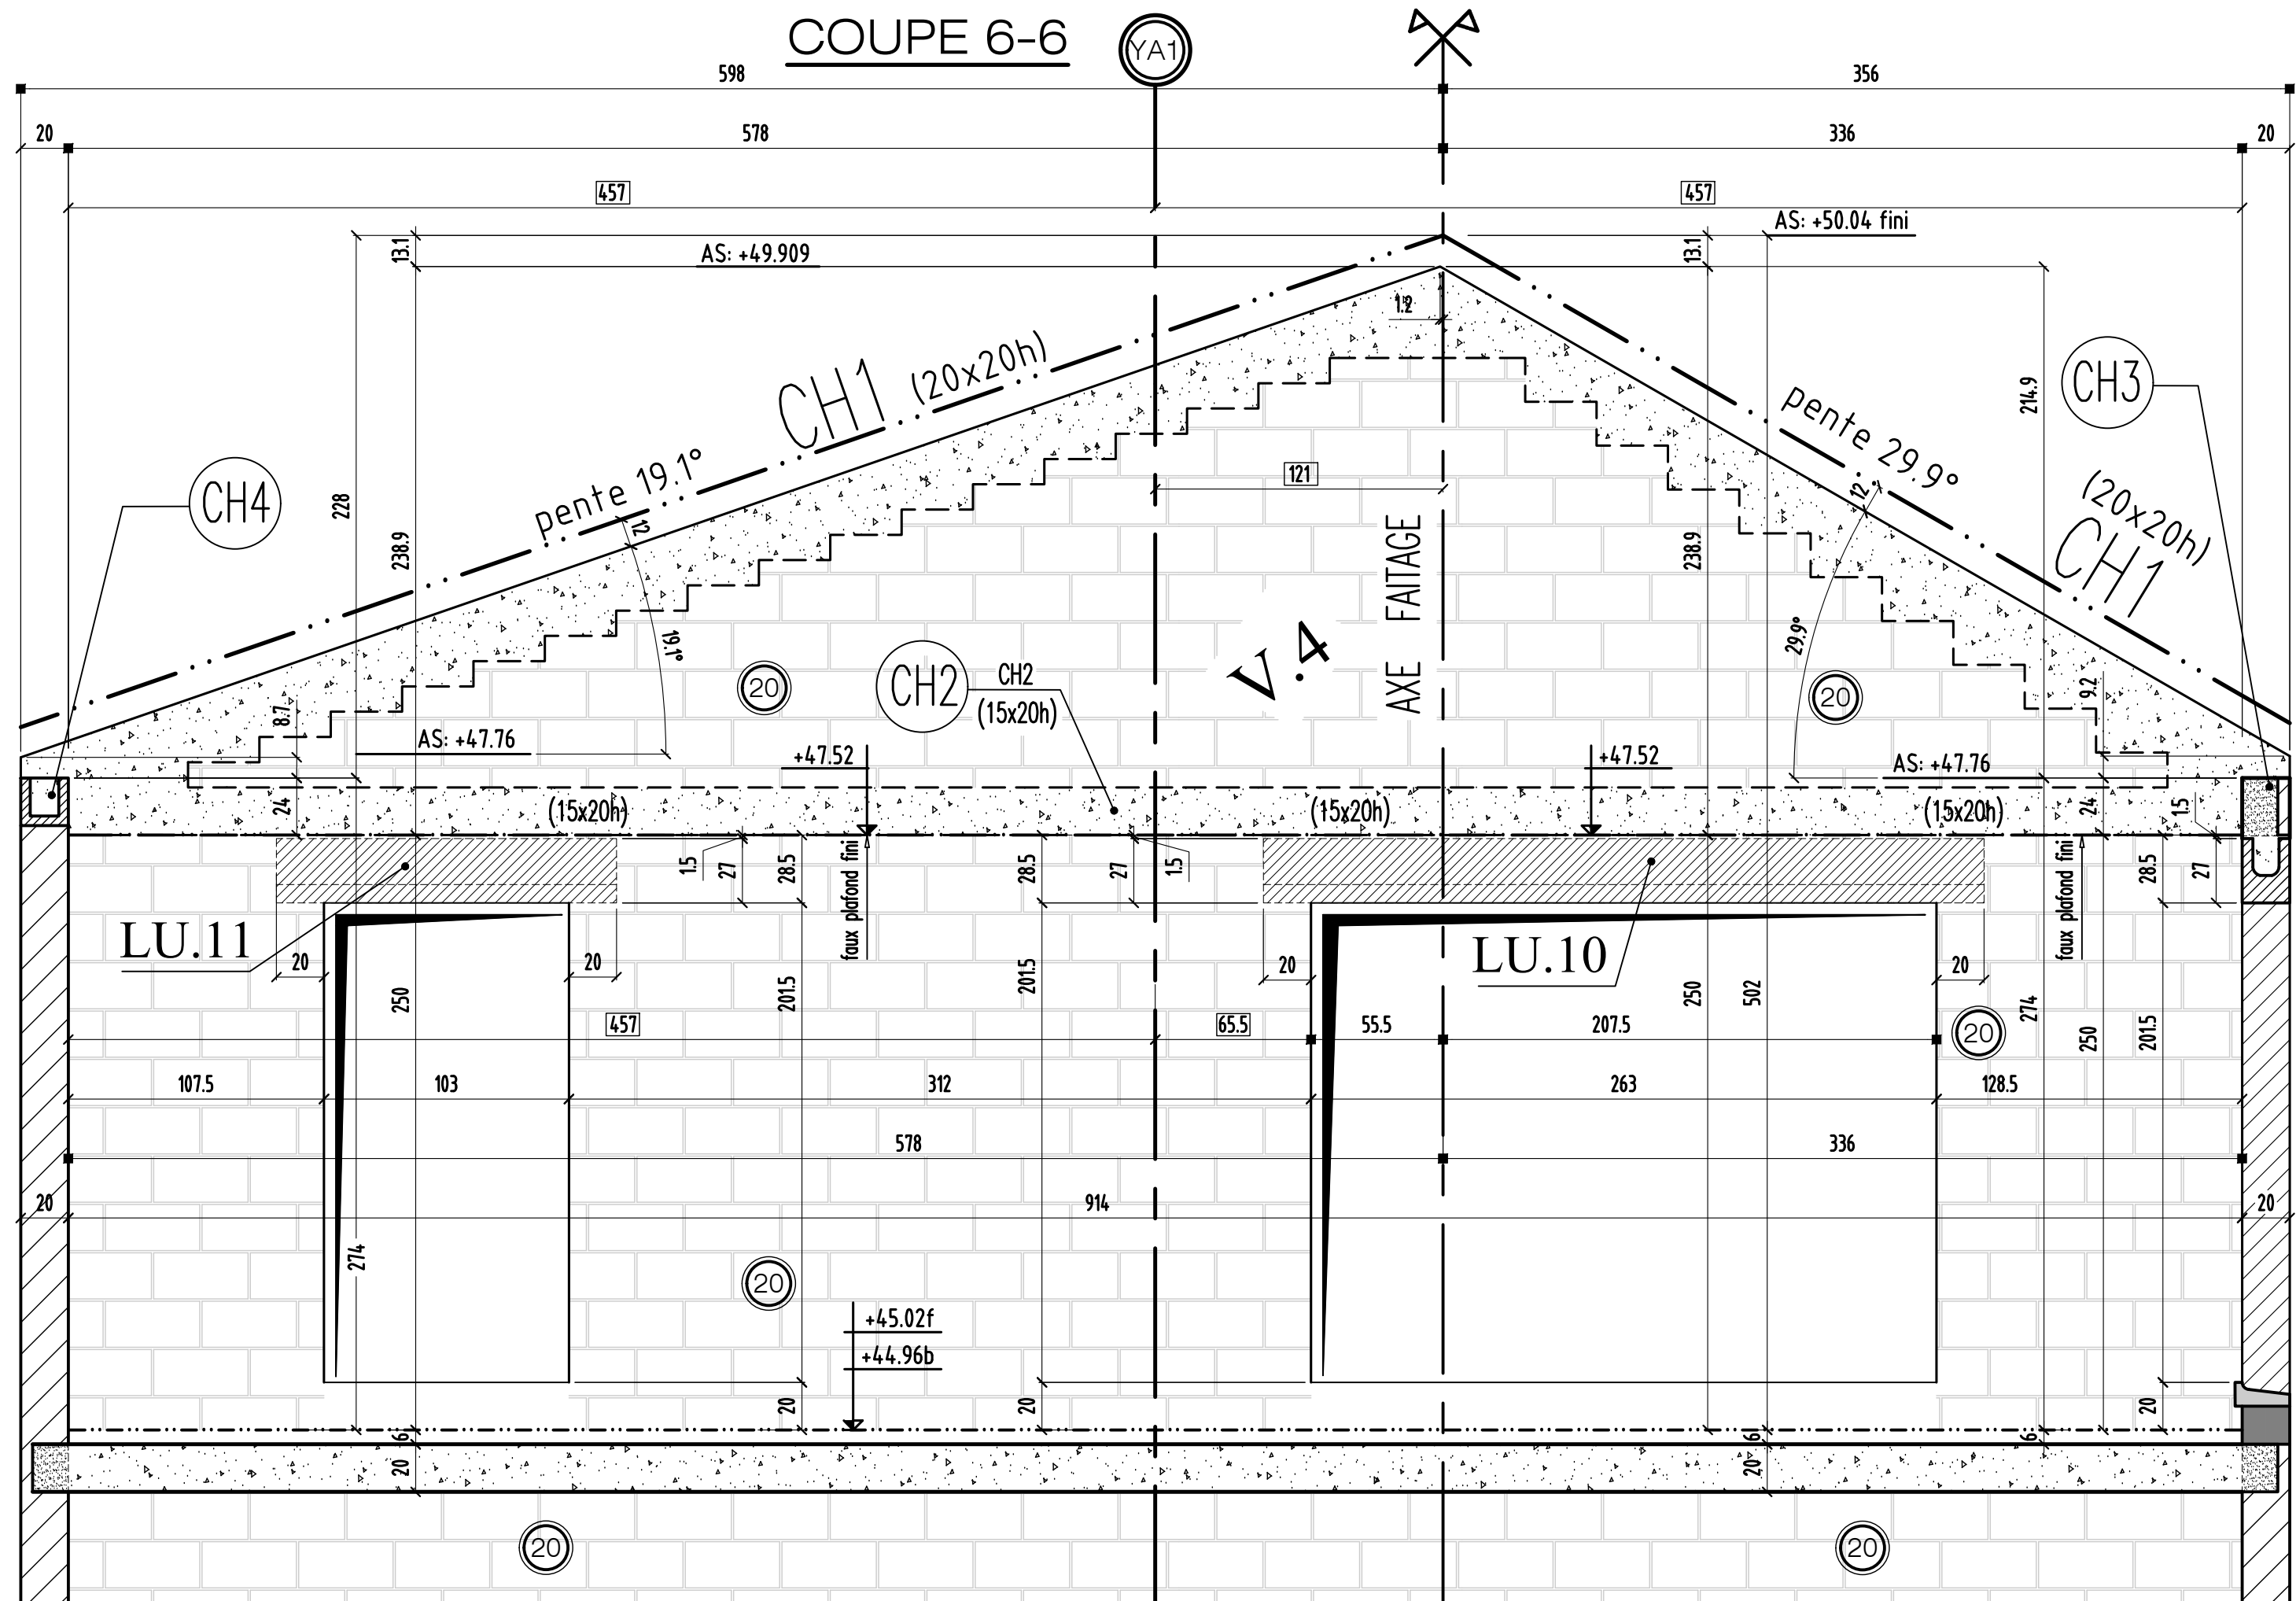 COUPE 6-6
YA1
598
356
20
578
336
20
457
457
AS: +50.04 fini
13.1
AS: +49.909
13.1
1.2
CH1 (20x20h)
CH3
214.9
pente 29.9°
pente 19.1°
12
12
121
CH4
228
238.9
238.9
AXE FAITAGE
(20x20h)
CH1
19.1°
29.9°
V.4
20
CH2
CH2
(15x20h)
20
9.2
8.7
AS: +47.76
+47.52
+47.52
AS: +47.76
24
(15x20h)
(15x20h)
(15x20h)
24
1.5
1.5
27
28.5
faux plafond fini
28.5
27
1.5
faux plafond fini
28.5
27
LU.11
LU.10
20
20
20
20
250
201.5
201.5
250
502
274
250
201.5
20
457
65.5
55.5
207.5
107.5
103
312
263
128.5
578
336
20
914
20
274
20
+45.02f
+44.96b
20
20
20
6
6
6
20
20
20
20